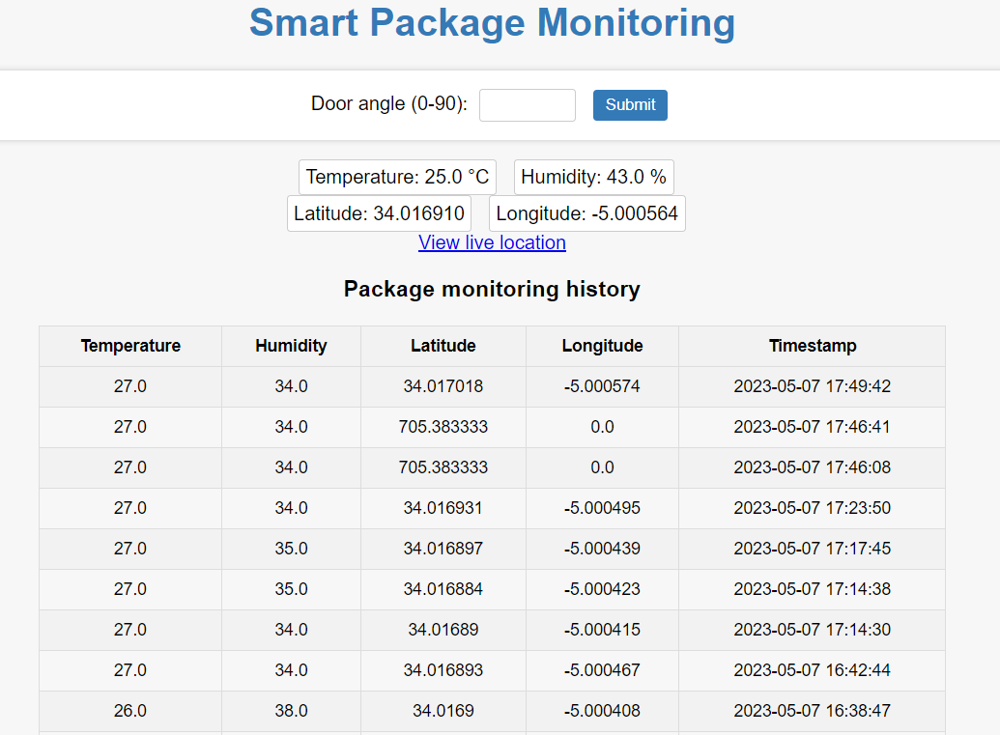 Smart Package Monitoring
Door angle (0-90): Submit
Temperature: 25.0 °C Humidity: 43.0 %
Latitude: 34.016910 Longitude: -5.000564
View live location
Package monitoring history
Temperature Humidity Latitude Longitude Timestamp
27.0 34.0 34.017018 -5.000574 2023-05-07 17:49:42
27.0 34.0 705.383333 0.0 2023-05-07 17:46:41
27.0 34.0 705.383333 0.0 2023-05-07 17:46:08
27.0 34.0 34.016931 -5.000495 2023-05-07 17:23:50
27.0 35.0 34.016897 -5.000439 2023-05-07 17:17:45
27.0 35.0 34.016884 -5.000423 2023-05-07 17:14:38
27.0 34.0 34.01689 -5.000415 2023-05-07 17:14:30
27.0 34.0 34.016893 -5.000467 2023-05-07 16:42:44
26.0 38.0 34.0169 -5.000408 2023-05-07 16:38:47